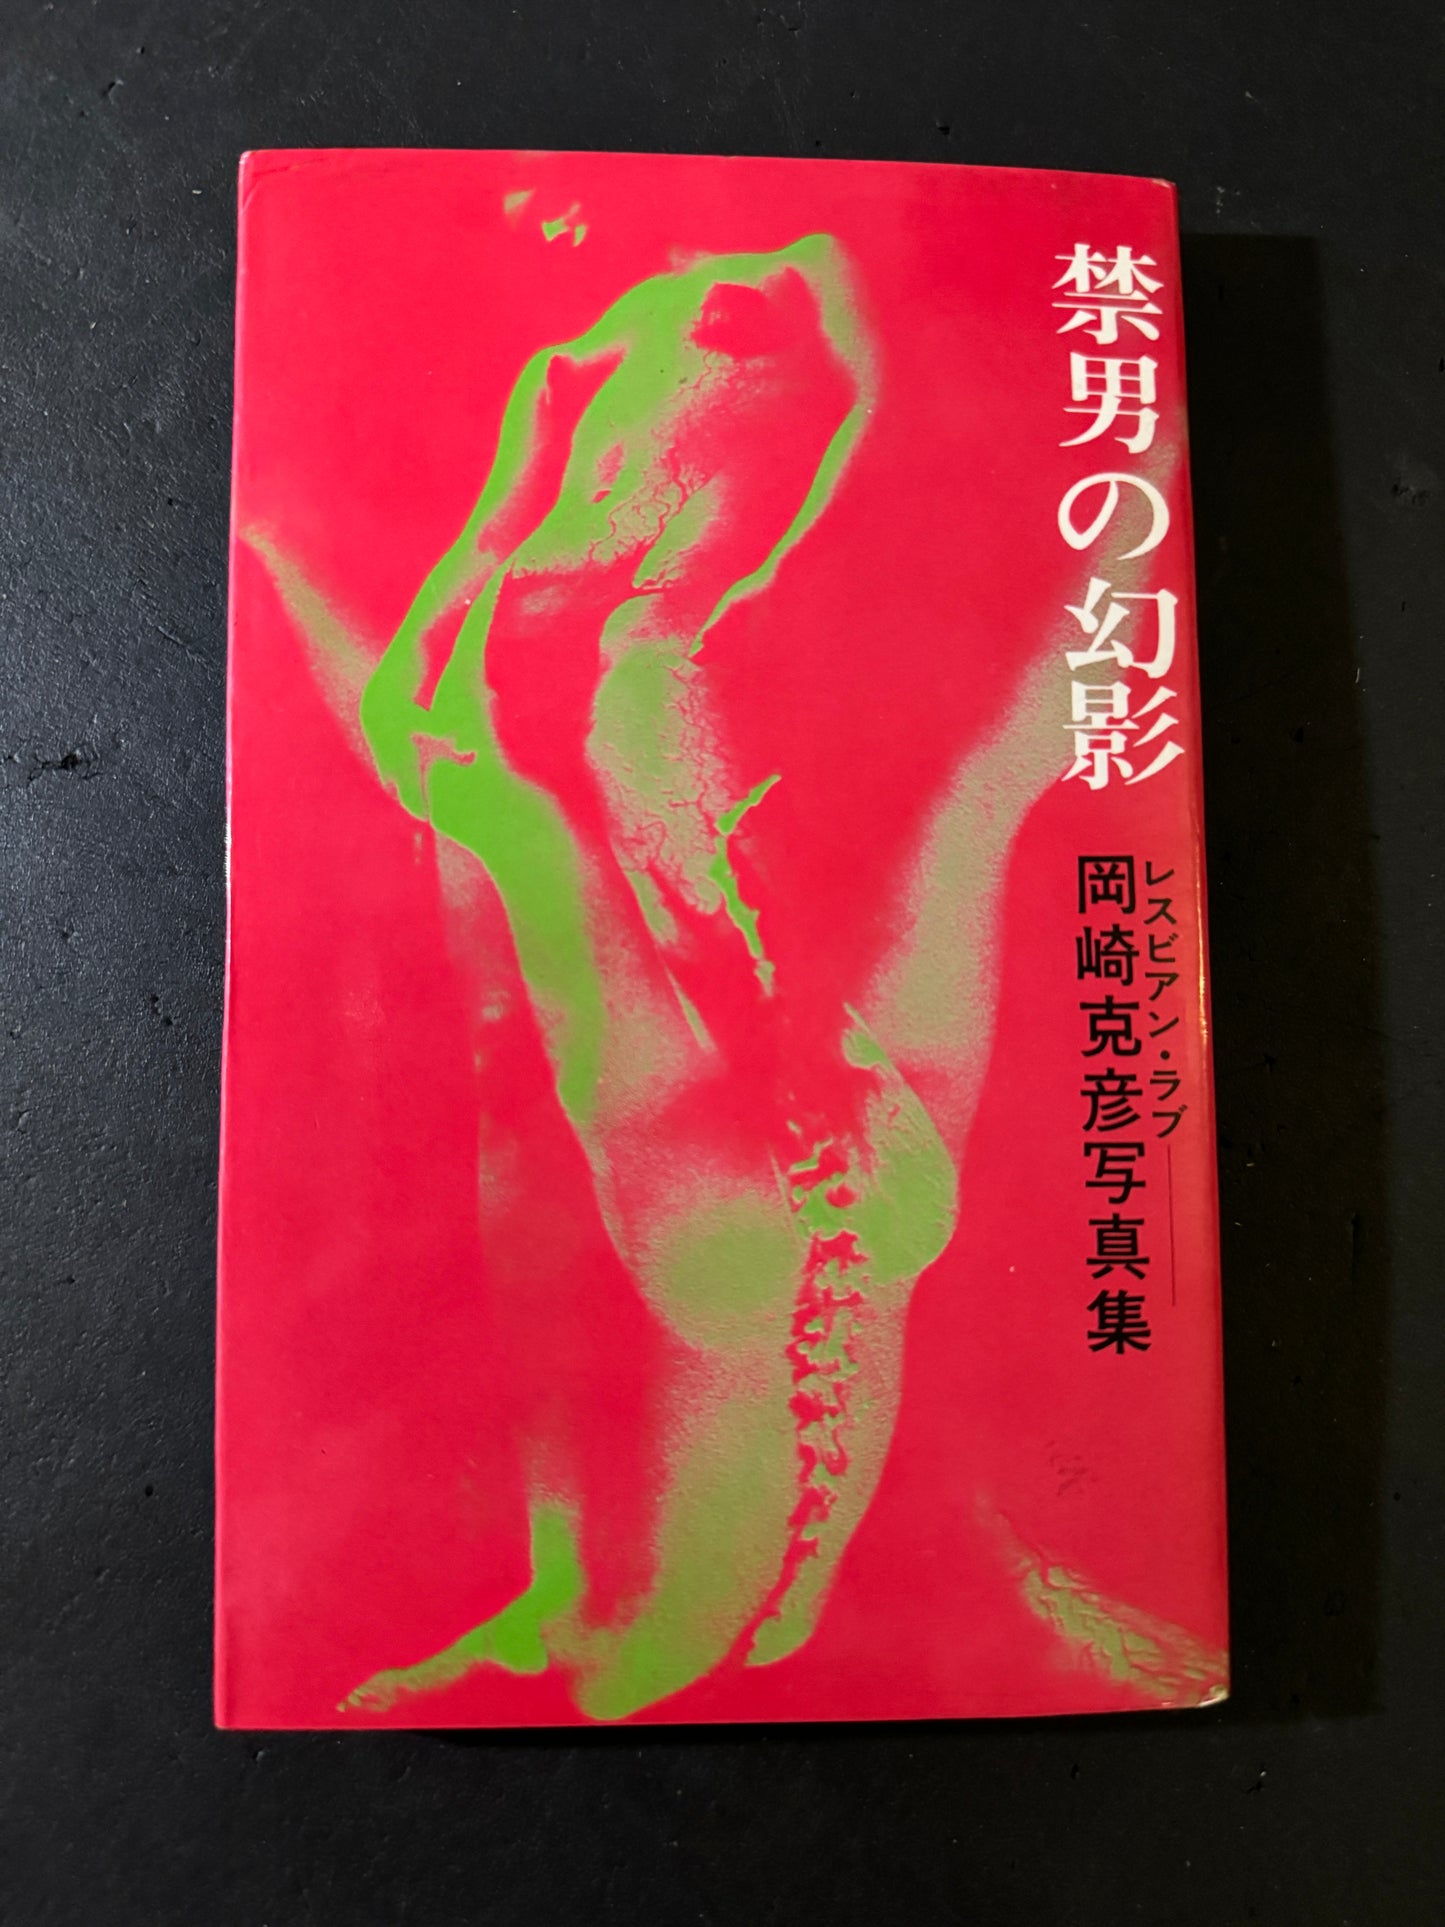 禁男の幻影
レスビアン・ラブ
岡崎克彦写真集